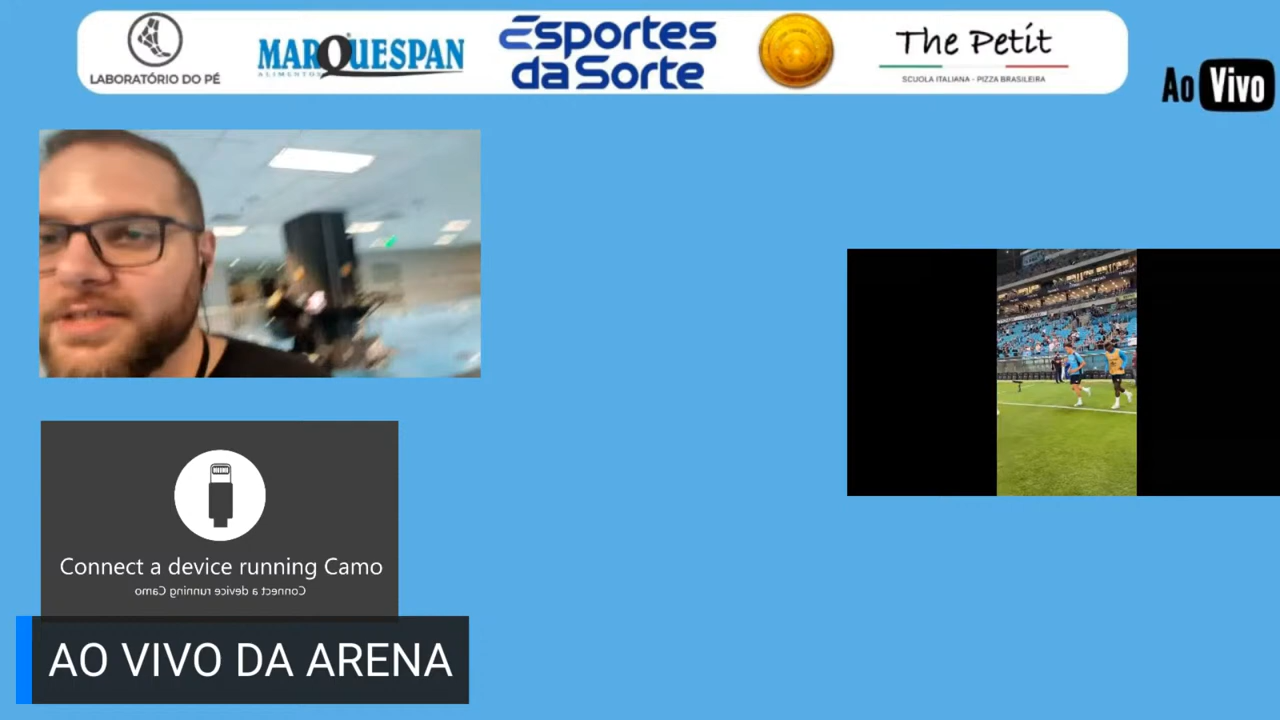 LABORATÓRIO DO PÉ
MARQUESPAN
ALIMENTOS
Esportes
da Sorte
The Petit
SCUOLA ITALIANA - PIZZA BRASILEIRA
Ao Vivo
Connect a device running Camo
Connect a device running Camo
AO VIVO DA ARENA